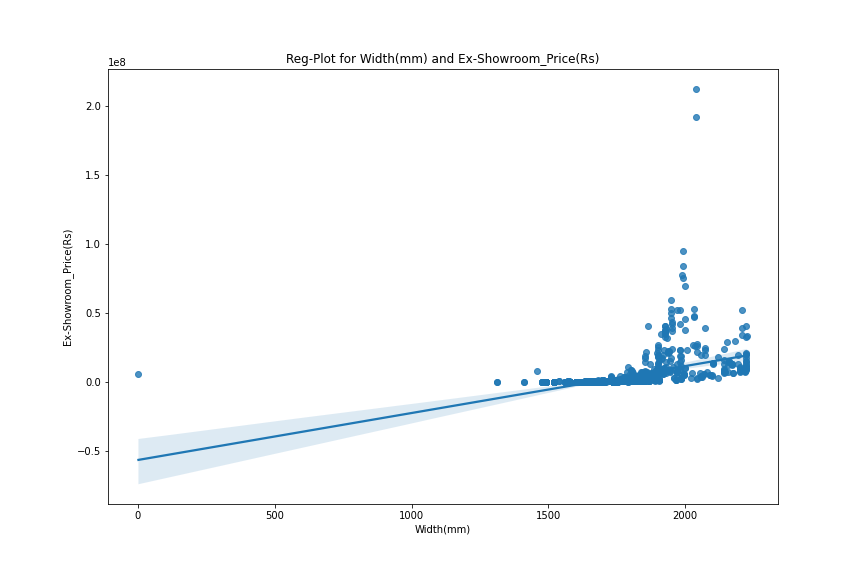 Reg-Plot for Width(mm) and Ex-Showroom_Price(Rs)
1e8
2.0
1.5
1.0
0.5
0.0
−0.5
Ex-Showroom_Price(Rs)
0 500 1000 1500 2000
Width(mm)